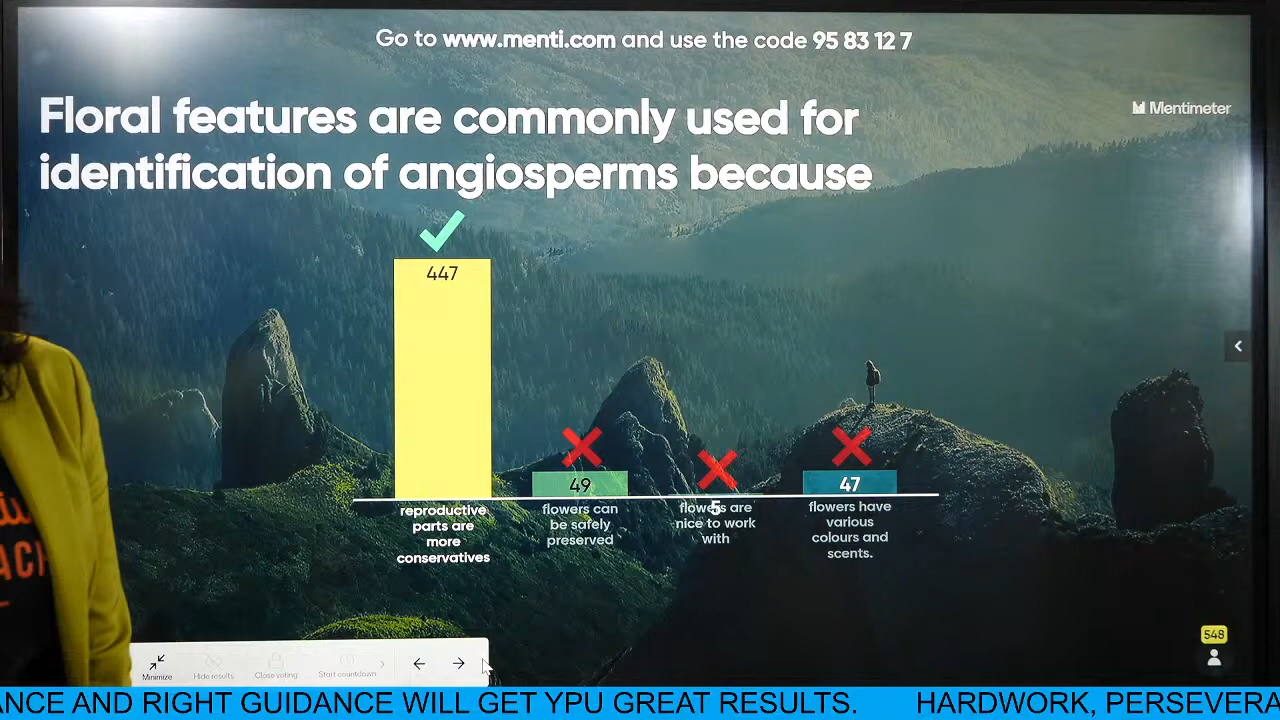 Go to www.menti.com and use the code 95 83 12 7
Mentimeter
Floral features are commonly used for
identification of angiosperms because
447
49
5
47
reproductive
parts are
more
conservatives
flowers can
be safely
preserved
flowers are
nice to work
with
flowers have
various
colours and
scents.
ACH
548
Minimize
Hide results
Close voting
Start countdown
ANCE AND RIGHT GUIDANCE WILL GET YPU GREAT RESULTS. HARDWORK, PERSEVERA